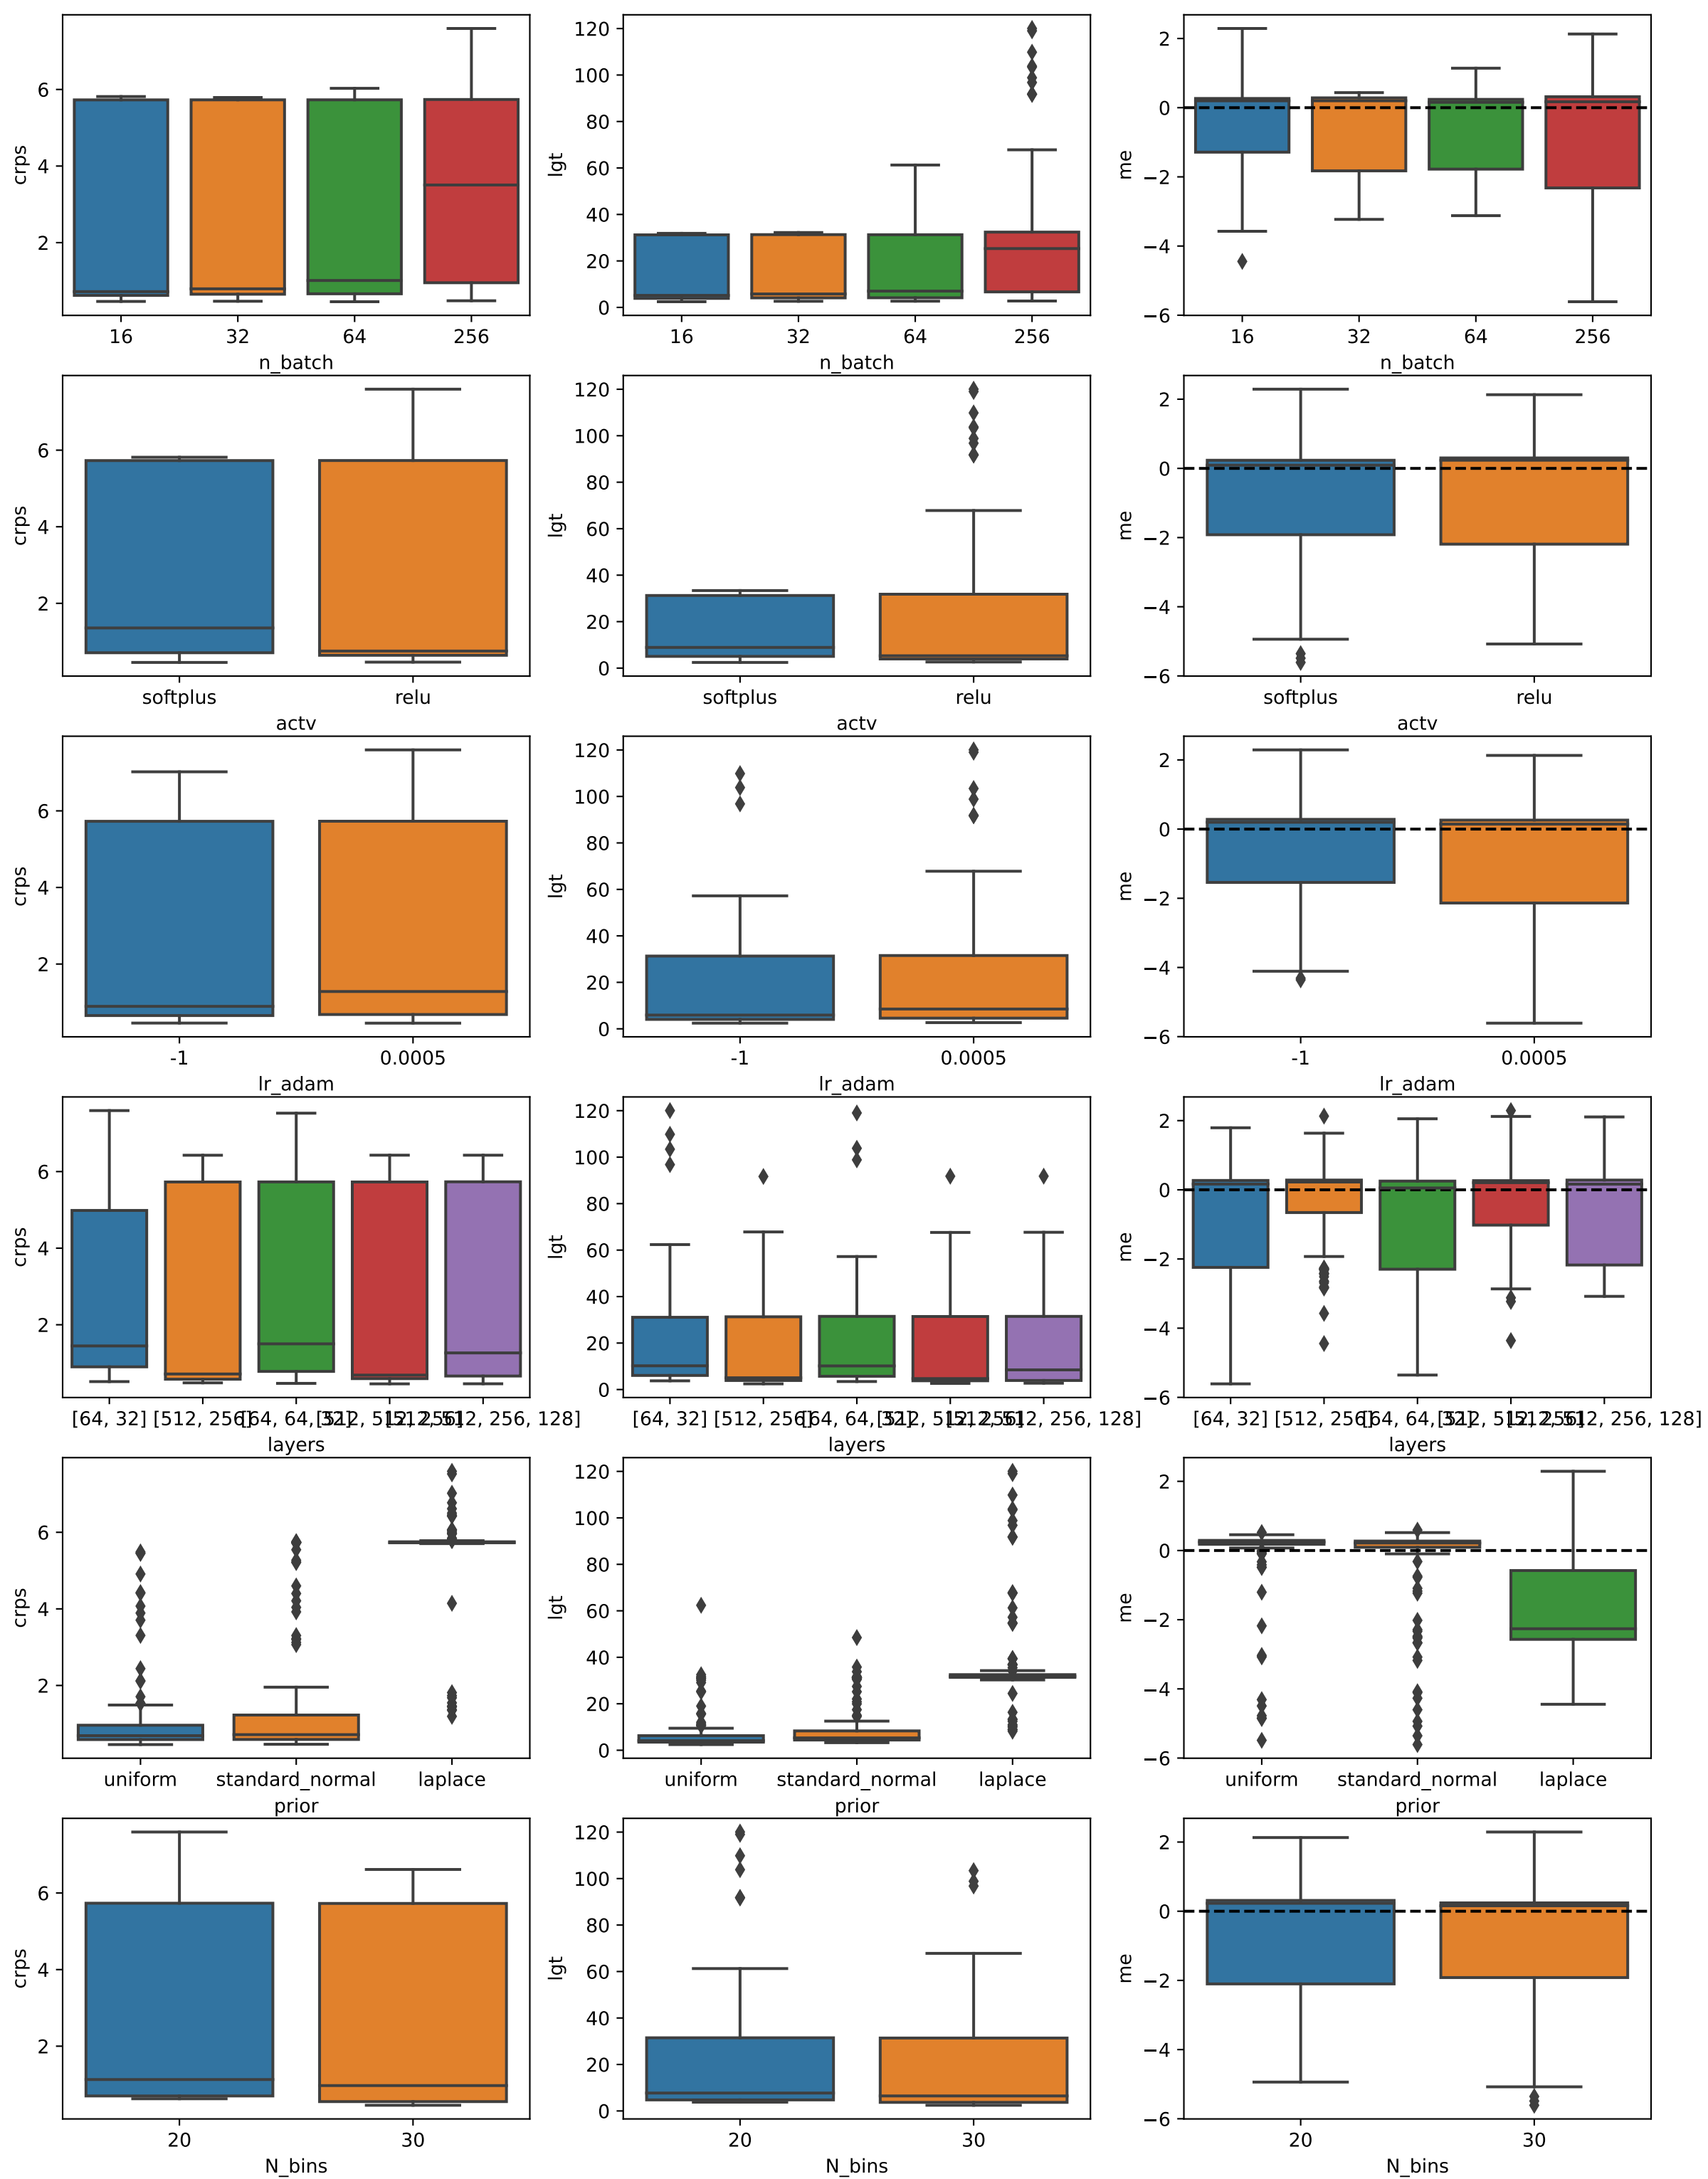 crps
6
4
2
16 32 64 256
n_batch
lgt
120
100
80
60
40
20
0
16 32 64 256
n_batch
me
2
0
−2
−4
−6
16 32 64 256
n_batch
crps
6
4
2
softplus relu
actv
lgt
120
100
80
60
40
20
0
softplus relu
actv
me
2
0
−2
−4
−6
softplus relu
actv
crps
6
4
2
-1 0.0005
lr_adam
lgt
120
100
80
60
40
20
0
-1 0.0005
lr_adam
me
2
0
−2
−4
−6
-1 0.0005
lr_adam
crps
6
4
2
[64, 32] [512, 256] [64, 64, 256, 128]
layers
lgt
120
100
80
60
40
20
0
[64, 32] [512, 256] [64, 64, 256, 128]
layers
me
2
0
−2
−4
−6
[64, 32] [512, 256] [64, 64, 256, 128]
layers
crps
6
4
2
uniform standard_normal laplace
prior
lgt
120
100
80
60
40
20
0
uniform standard_normal laplace
prior
me
2
0
−2
−4
−6
uniform standard_normal laplace
prior
crps
6
4
2
20 30
N_bins
lgt
120
100
80
60
40
20
0
20 30
N_bins
me
2
0
−2
−4
−6
20 30
N_bins